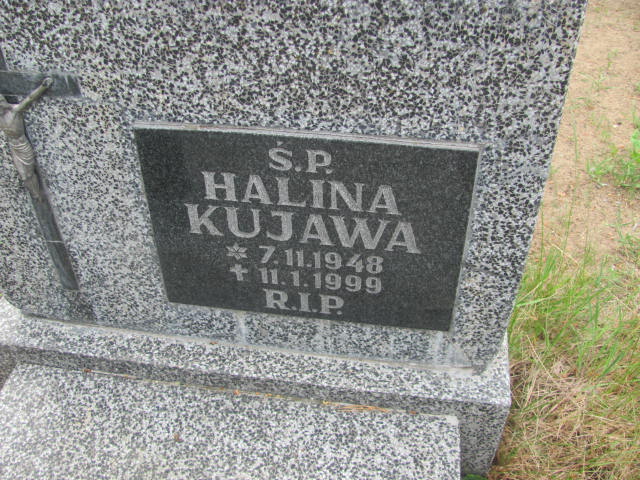 Ś.P.
HALINA
KUJAWA
* 7.11.1948
✝ 11.1.1999
R.I.P.